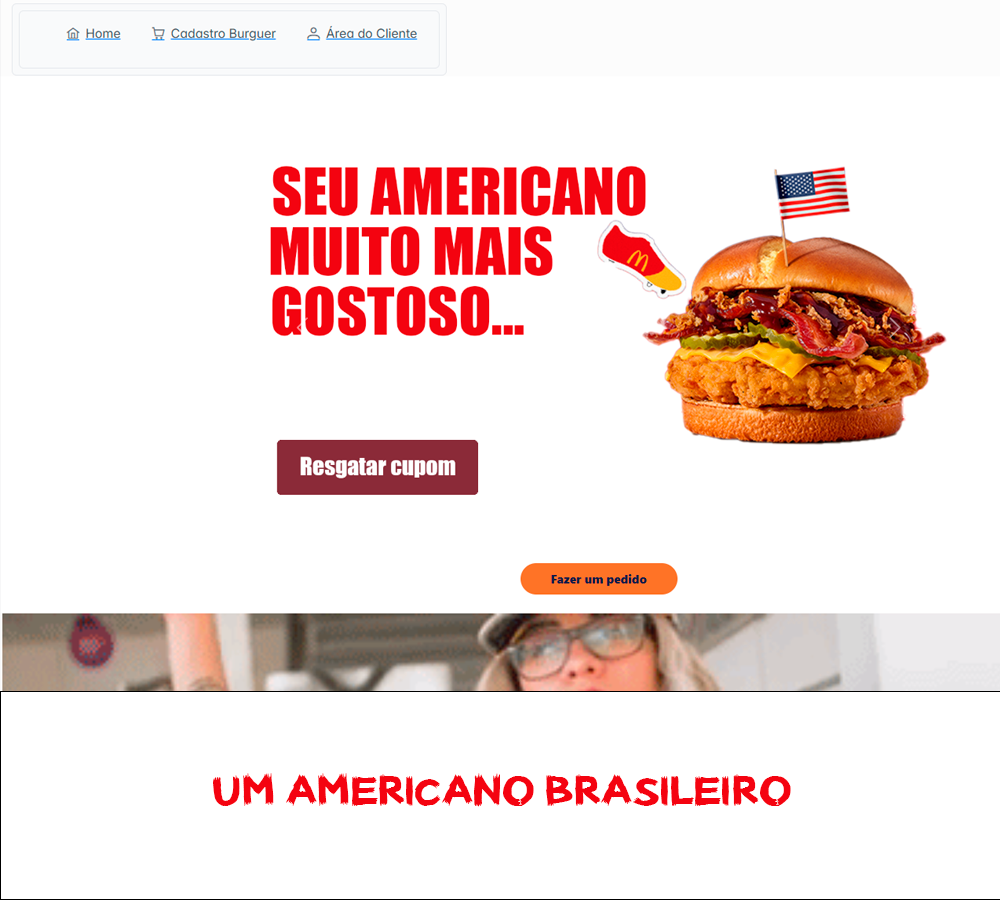 Home Cadastro Burguer Área do Cliente
SEU AMERICANO
MUITO MAIS
GOSTOSO...
Resgatar cupom
Fazer um pedido
UM AMERICANO BRASILEIRO